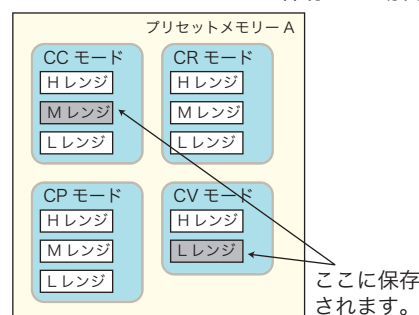 プリセットメモリー A
CC モード
H レンジ
M レンジ
L レンジ
CR モード
H レンジ
M レンジ
L レンジ
CP モード
H レンジ
M レンジ
L レンジ
CV モード
H レンジ
L レンジ
ここに保存
されます。